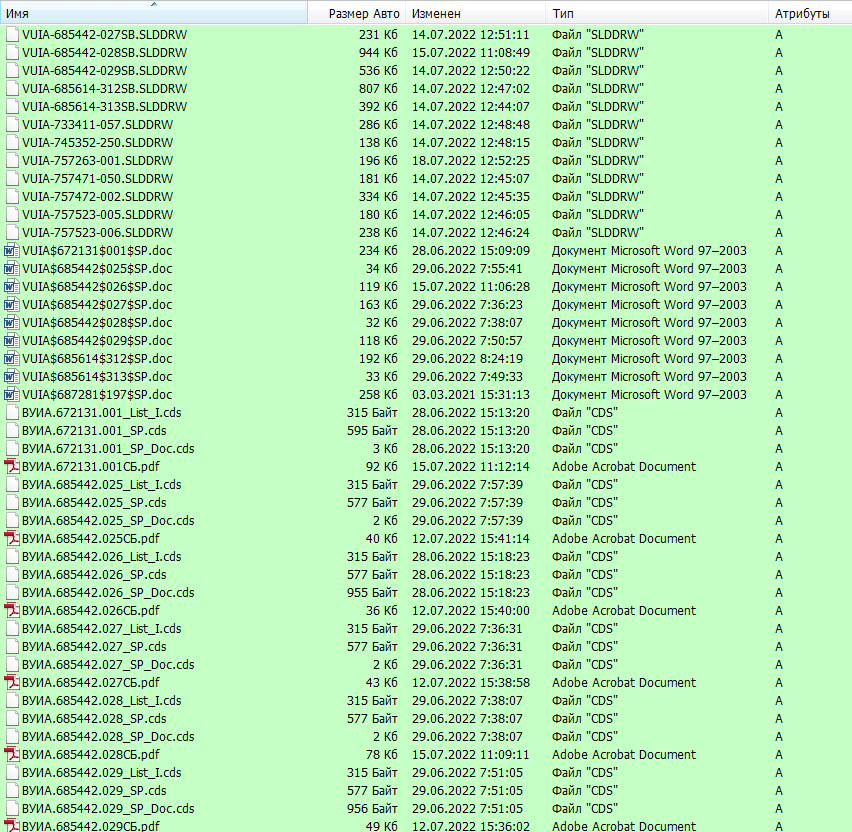 Имя Размер Авто Изменен Тип Атрибуты
VUIA-685442-027SB.SLDDRW 231 Кб 14.07.2022 12:51:11 Файл "SLDDRW" A
VUIA-685442-028SB.SLDDRW 944 Кб 15.07.2022 11:08:49 Файл "SLDDRW" A
VUIA-685442-029SB.SLDDRW 536 Кб 14.07.2022 12:50:22 Файл "SLDDRW" A
VUIA-685614-312SB.SLDDRW 807 Кб 14.07.2022 12:47:02 Файл "SLDDRW" A
VUIA-685614-313SB.SLDDRW 392 Кб 14.07.2022 12:44:07 Файл "SLDDRW" A
VUIA-733411-057.SLDDRW 286 Кб 14.07.2022 12:48:48 Файл "SLDDRW" A
VUIA-745352-250.SLDDRW 138 Кб 14.07.2022 12:48:15 Файл "SLDDRW" A
VUIA-757263-001.SLDDRW 196 Кб 18.07.2022 12:52:25 Файл "SLDDRW" A
VUIA-757471-050.SLDDRW 181 Кб 14.07.2022 12:45:07 Файл "SLDDRW" A
VUIA-757472-002.SLDDRW 334 Кб 14.07.2022 12:45:35 Файл "SLDDRW" A
VUIA-757523-005.SLDDRW 180 Кб 14.07.2022 12:46:05 Файл "SLDDRW" A
VUIA-757523-006.SLDDRW 238 Кб 14.07.2022 12:46:24 Файл "SLDDRW" A
VUIA$672131$001$SP.doc 234 Кб 28.06.2022 15:09:09 Документ Microsoft Word 97–2003 A
VUIA$685442$025$SP.doc 34 Кб 29.06.2022 7:55:41 Документ Microsoft Word 97–2003 A
VUIA$685442$026$SP.doc 119 Кб 15.07.2022 11:06:28 Документ Microsoft Word 97–2003 A
VUIA$685442$027$SP.doc 163 Кб 29.06.2022 7:36:23 Документ Microsoft Word 97–2003 A
VUIA$685442$028$SP.doc 32 Кб 29.06.2022 7:38:07 Документ Microsoft Word 97–2003 A
VUIA$685442$029$SP.doc 118 Кб 29.06.2022 7:50:57 Документ Microsoft Word 97–2003 A
VUIA$685614$312$SP.doc 192 Кб 29.06.2022 8:24:19 Документ Microsoft Word 97–2003 A
VUIA$685614$313$SP.doc 33 Кб 29.06.2022 7:49:33 Документ Microsoft Word 97–2003 A
VUIA$687281$197$SP.doc 258 Кб 03.03.2021 15:31:13 Документ Microsoft Word 97–2003 A
ВУИА.672131.001_List_I.cds 315 Байт 28.06.2022 15:13:20 Файл "CDS" A
ВУИА.672131.001_SP.cds 595 Байт 28.06.2022 15:13:20 Файл "CDS" A
ВУИА.672131.001_SP_Doc.cds 3 Кб 28.06.2022 15:13:20 Файл "CDS" A
ВУИА.672131.001СБ.pdf 92 Кб 15.07.2022 11:12:14 Adobe Acrobat Document A
ВУИА.685442.025_List_I.cds 315 Байт 29.06.2022 7:57:39 Файл "CDS" A
ВУИА.685442.025_SP.cds 577 Байт 29.06.2022 7:57:39 Файл "CDS" A
ВУИА.685442.025_SP_Doc.cds 2 Кб 29.06.2022 7:57:39 Файл "CDS" A
ВУИА.685442.025СБ.pdf 40 Кб 12.07.2022 15:41:14 Adobe Acrobat Document A
ВУИА.685442.026_List_I.cds 315 Байт 28.06.2022 15:18:23 Файл "CDS" A
ВУИА.685442.026_SP.cds 577 Байт 28.06.2022 15:18:23 Файл "CDS" A
ВУИА.685442.026_SP_Doc.cds 955 Байт 28.06.2022 15:18:23 Файл "CDS" A
ВУИА.685442.026СБ.pdf 36 Кб 12.07.2022 15:40:00 Adobe Acrobat Document A
ВУИА.685442.027_List_I.cds 315 Байт 29.06.2022 7:36:31 Файл "CDS" A
ВУИА.685442.027_SP.cds 577 Байт 29.06.2022 7:36:31 Файл "CDS" A
ВУИА.685442.027_SP_Doc.cds 2 Кб 29.06.2022 7:36:31 Файл "CDS" A
ВУИА.685442.027СБ.pdf 43 Кб 12.07.2022 15:38:58 Adobe Acrobat Document A
ВУИА.685442.028_List_I.cds 315 Байт 29.06.2022 7:38:07 Файл "CDS" A
ВУИА.685442.028_SP.cds 577 Байт 29.06.2022 7:38:07 Файл "CDS" A
ВУИА.685442.028_SP_Doc.cds 2 Кб 29.06.2022 7:38:07 Файл "CDS" A
ВУИА.685442.028СБ.pdf 78 Кб 15.07.2022 11:09:11 Adobe Acrobat Document A
ВУИА.685442.029_List_I.cds 315 Байт 29.06.2022 7:51:05 Файл "CDS" A
ВУИА.685442.029_SP.cds 577 Байт 29.06.2022 7:51:05 Файл "CDS" A
ВУИА.685442.029_SP_Doc.cds 956 Байт 29.06.2022 7:51:05 Файл "CDS" A
ВУИА.685442.029СБ.pdf 49 Кб 12.07.2022 15:36:02 Adobe Acrobat Document A